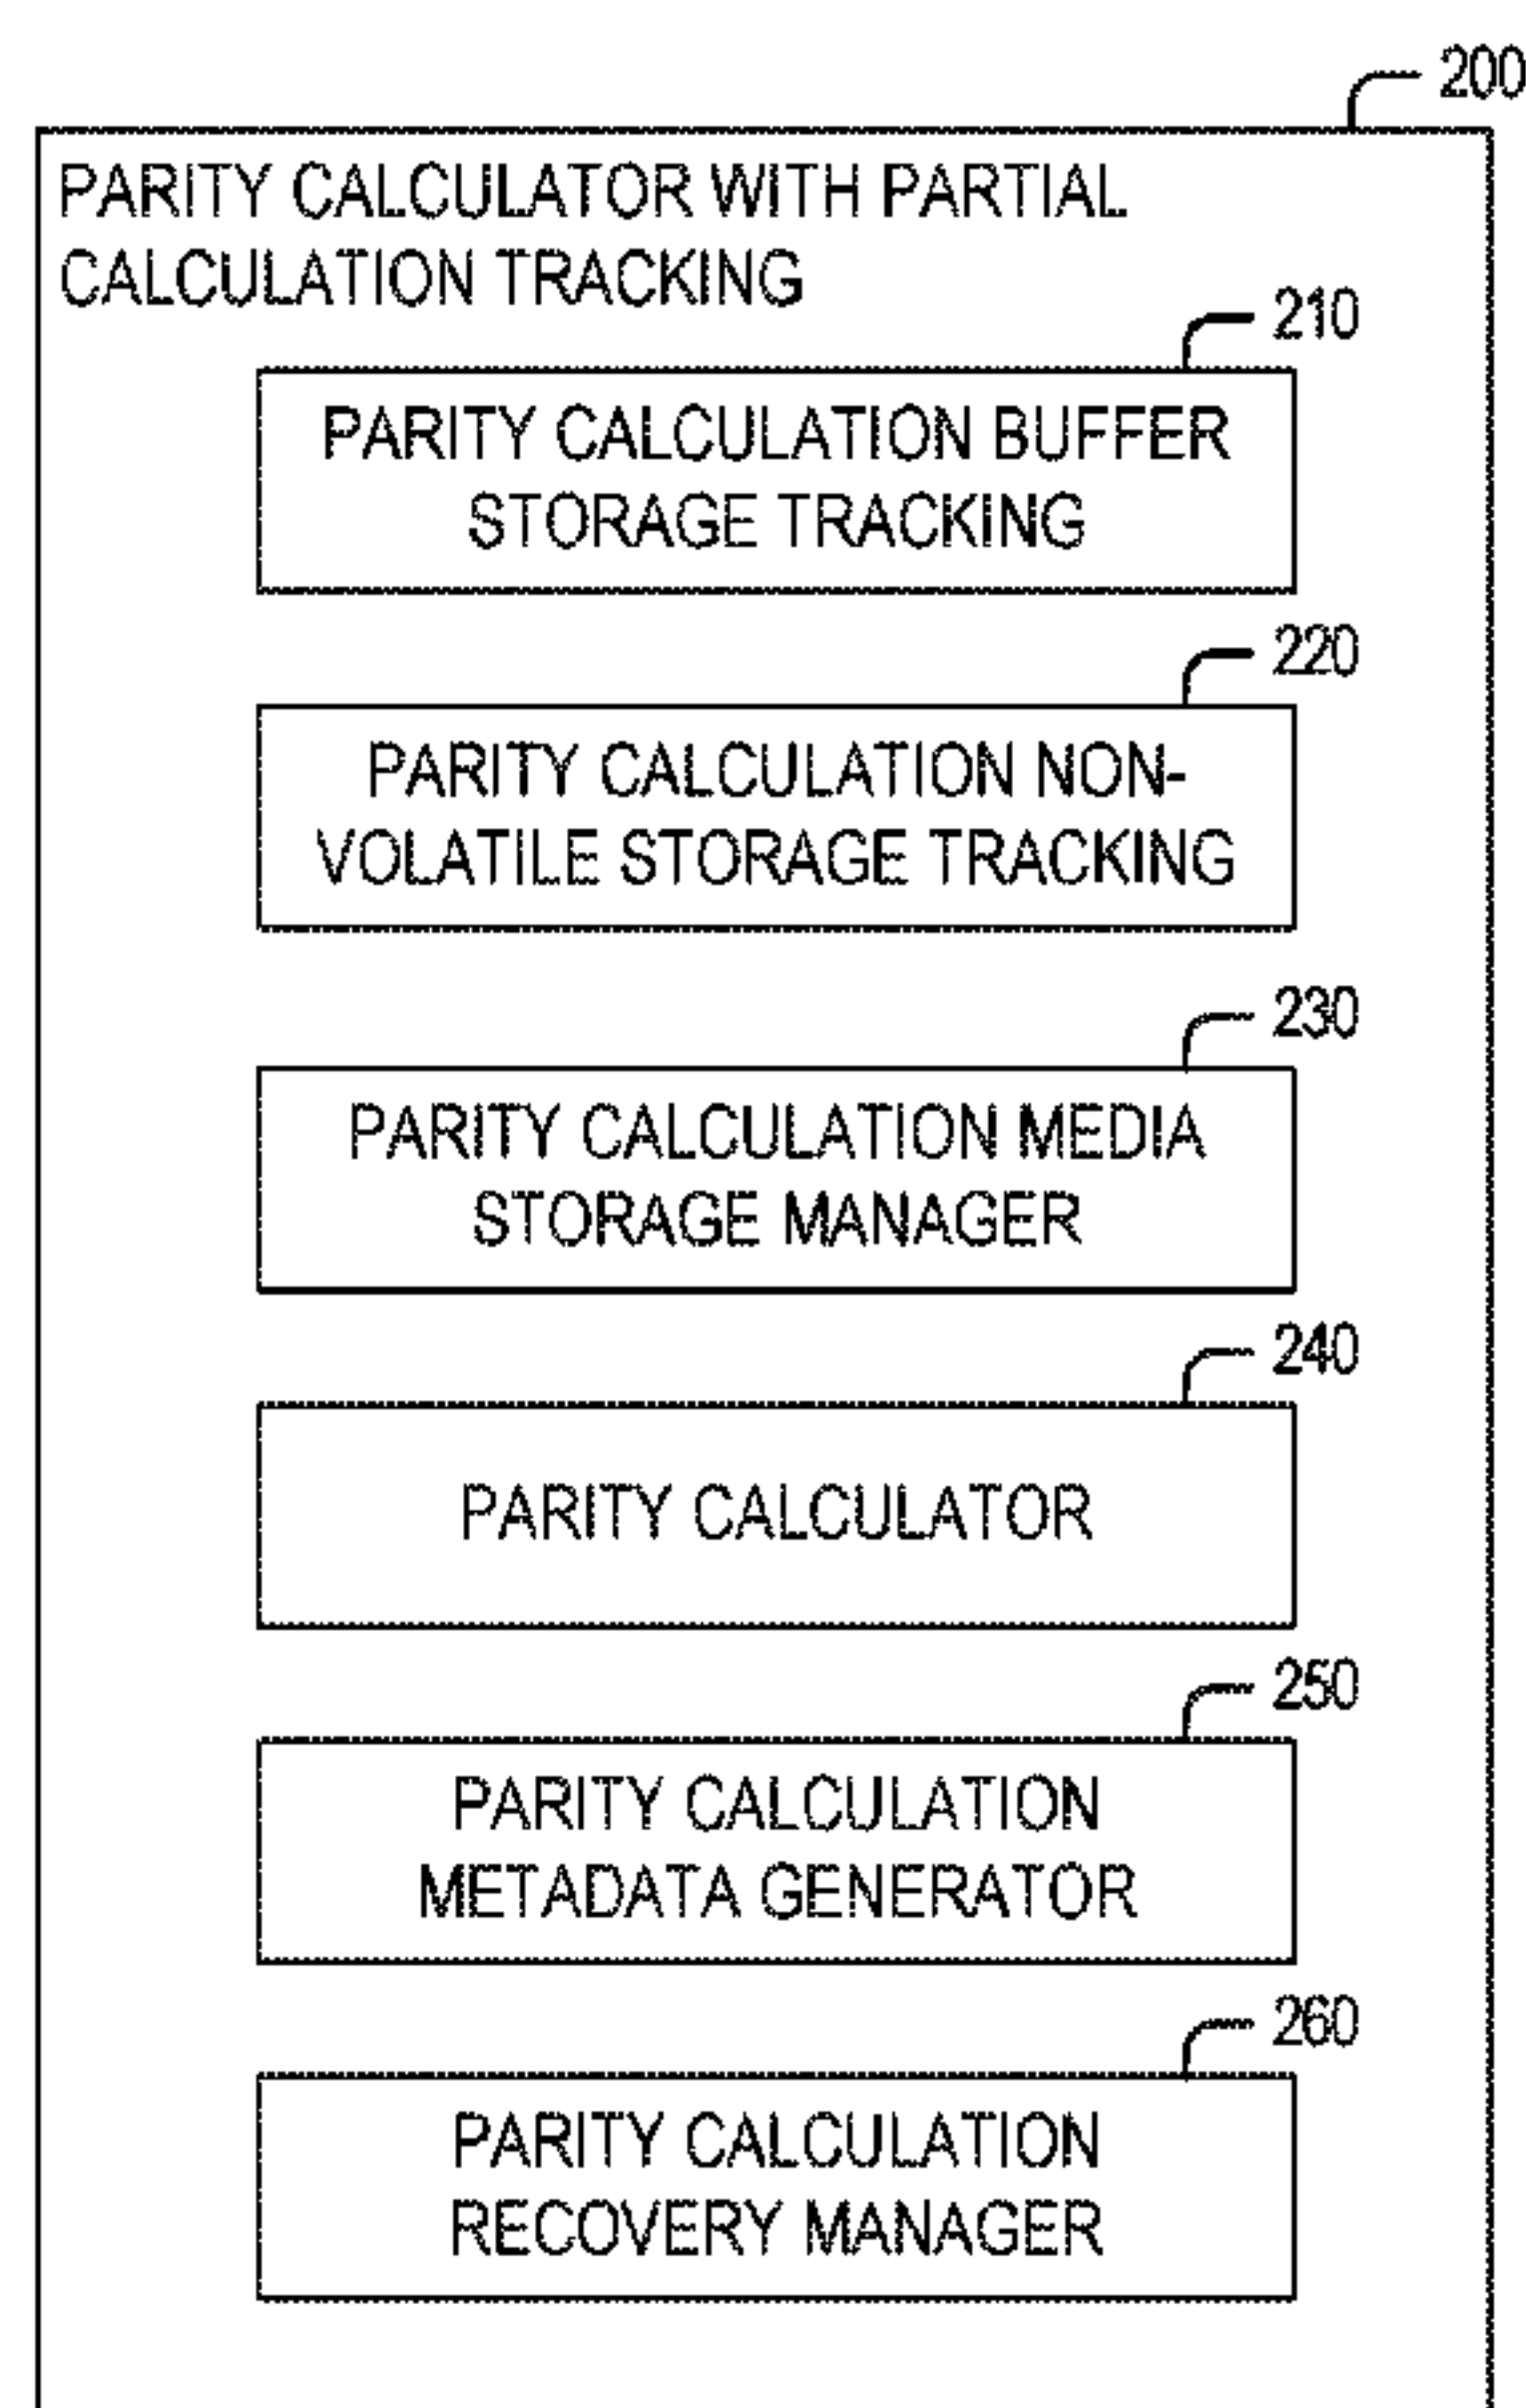 200
PARITY CALCULATOR WITH PARTIAL
CALCULATION TRACKING
210
PARITY CALCULATION BUFFER
STORAGE TRACKING
220
PARITY CALCULATION NON-
VOLATILE STORAGE TRACKING
230
PARITY CALCULATION MEDIA
STORAGE MANAGER
240
PARITY CALCULATOR
250
PARITY CALCULATION
METADATA GENERATOR
260
PARITY CALCULATION
RECOVERY MANAGER